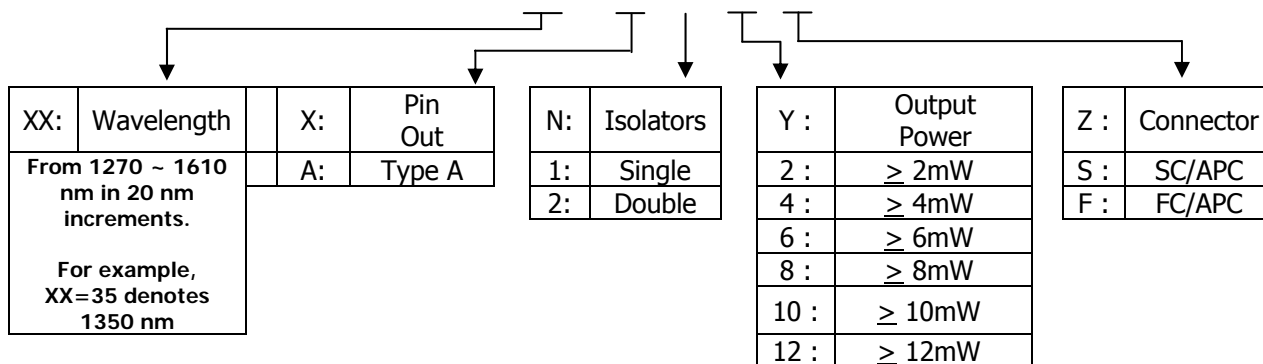 XX: Wavelength
From 1270 ~ 1610
nm in 20 nm
increments.
For example,
XX=35 denotes
1350 nm
X: Pin
Out
A: Type A
N: Isolators
1: Single
2: Double
Y : Output
Power
2 : ≥ 2mW
4 : ≥ 4mW
6 : ≥ 6mW
8 : ≥ 8mW
10 : ≥ 10mW
12 : ≥ 12mW
Z : Connector
S : SC/APC
F : FC/APC